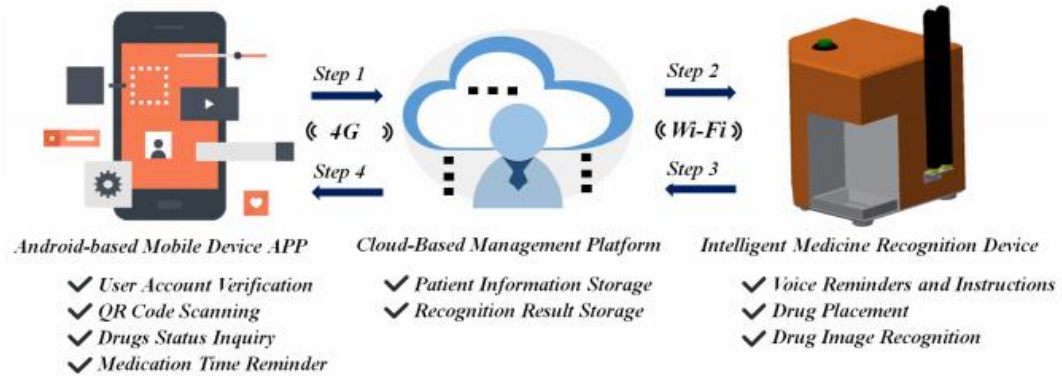 Step 1
Step 2
4G
Wi-Fi
Step 4
Step 3
Android-based Mobile Device APP
Cloud-Based Management Platform
Intelligent Medicine Recognition Device
User Account Verification
QR Code Scanning
Drugs Status Inquiry
Medication Time Reminder
Patient Information Storage
Recognition Result Storage
Voice Reminders and Instructions
Drug Placement
Drug Image Recognition